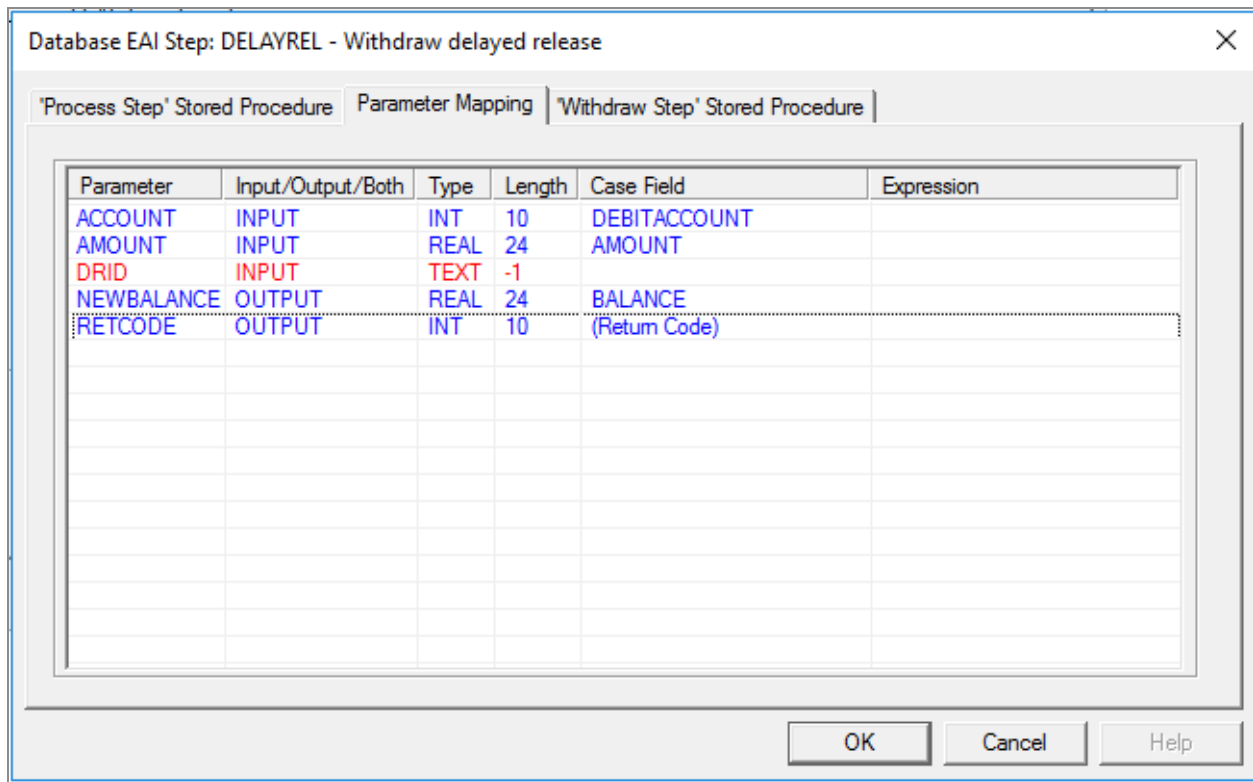 Database EAI Step: DELAYREL - Withdraw delayed release
'Process Step' Stored Procedure Parameter Mapping 'Withdraw Step' Stored Procedure
Parameter Input/Output/Both Type Length Case Field Expression
ACCOUNT INPUT INT 10 DEBITACCOUNT
AMOUNT INPUT REAL 24 AMOUNT
DRID INPUT TEXT -1
NEWBALANCE OUTPUT REAL 24 BALANCE
RETCODE OUTPUT INT 10 (Return Code)
OK Cancel Help